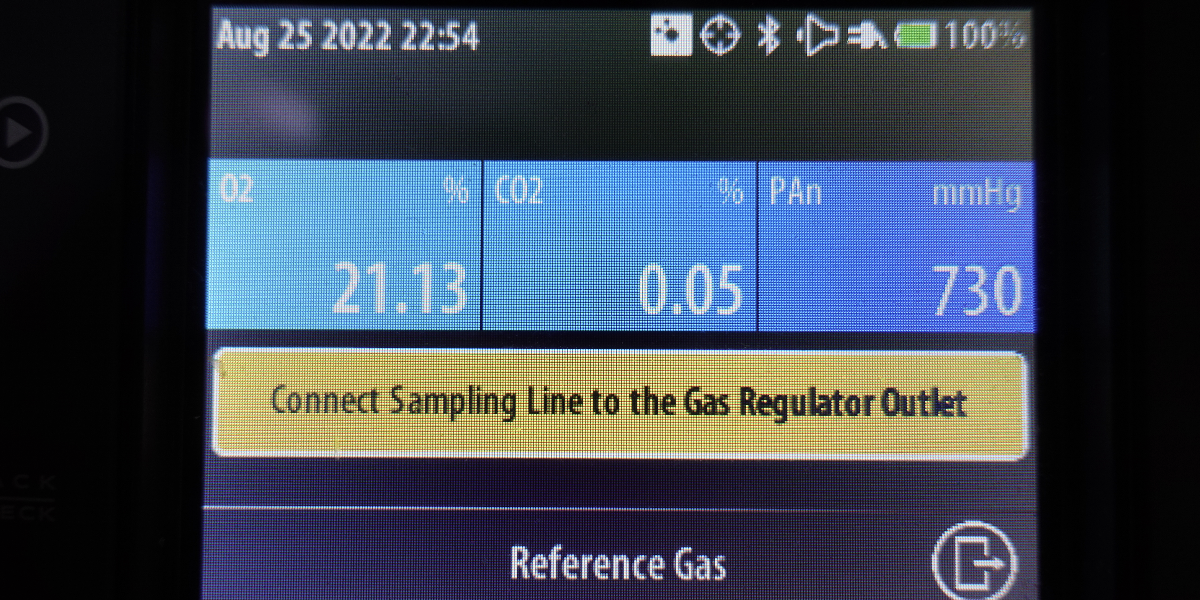 Aug 25 2022 22:54 100%
O2 % CO2 % PAn mmHg
21.13 0.05 730
Connect Sampling Line to the Gas Regulator Outlet
Reference Gas